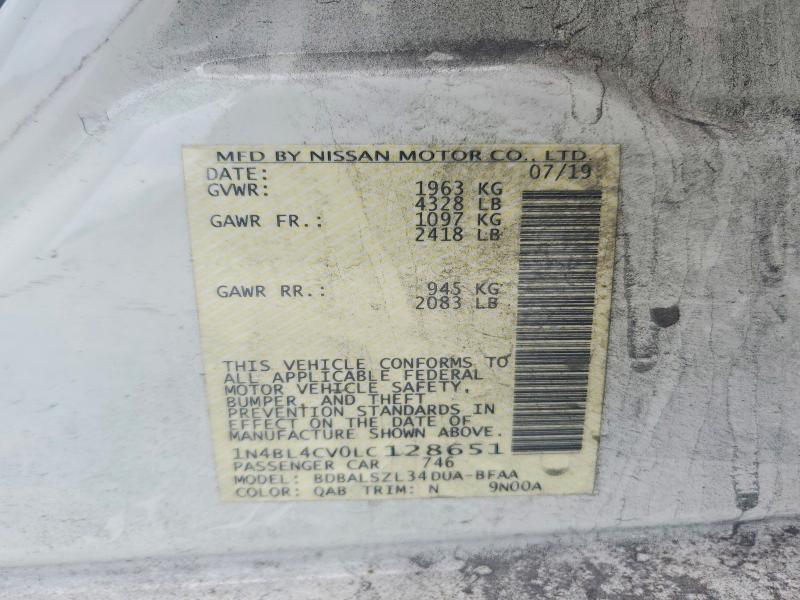 MFD BY NISSAN MOTOR CO., LTD.
DATE: 07/19
GVWR: 1963 KG
4328 LB
GAWR FR.: 1097 KG
2418 LB
GAWR RR.: 945 KG
2083 LB
THIS VEHICLE CONFORMS TO
ALL APPLICABLE FEDERAL
MOTOR VEHICLE SAFETY,
BUMPER, AND THEFT
PREVENTION STANDARDS IN
EFFECT ON THE DATE OF
MANUFACTURE SHOWN ABOVE.
1N4BL4CV0LC128651
PASSENGER CAR 746
MODEL: BDBALSZL34DUA-BFAA
COLOR: QAB TRIM: N 9N00A